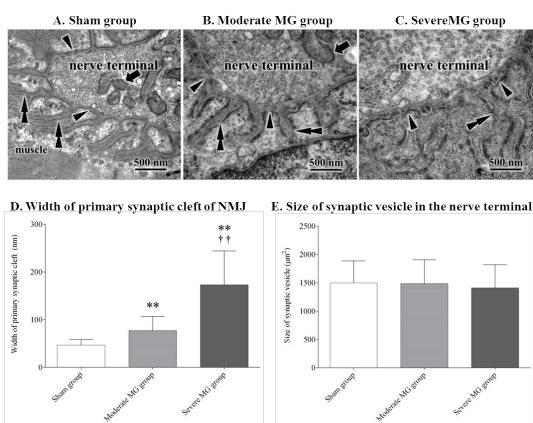 A. Sham group
B. Moderate MG group
C. SevereMG group
nerve terminal
muscle
500 nm
nerve terminal
500 nm
nerve terminal
500 nm
D. Width of primary synaptic cleft of NMJ
Width of primary synaptic cleft (nm)
300
200
100
0
**
**
††
Sham group
Moderate MG group
Severe MG group
E. Size of synaptic vesicle in the nerve terminal
Size of synaptic vesicle (μm²)
2500
2000
1500
1000
500
0
Sham group
Moderate MG group
Severe MG group